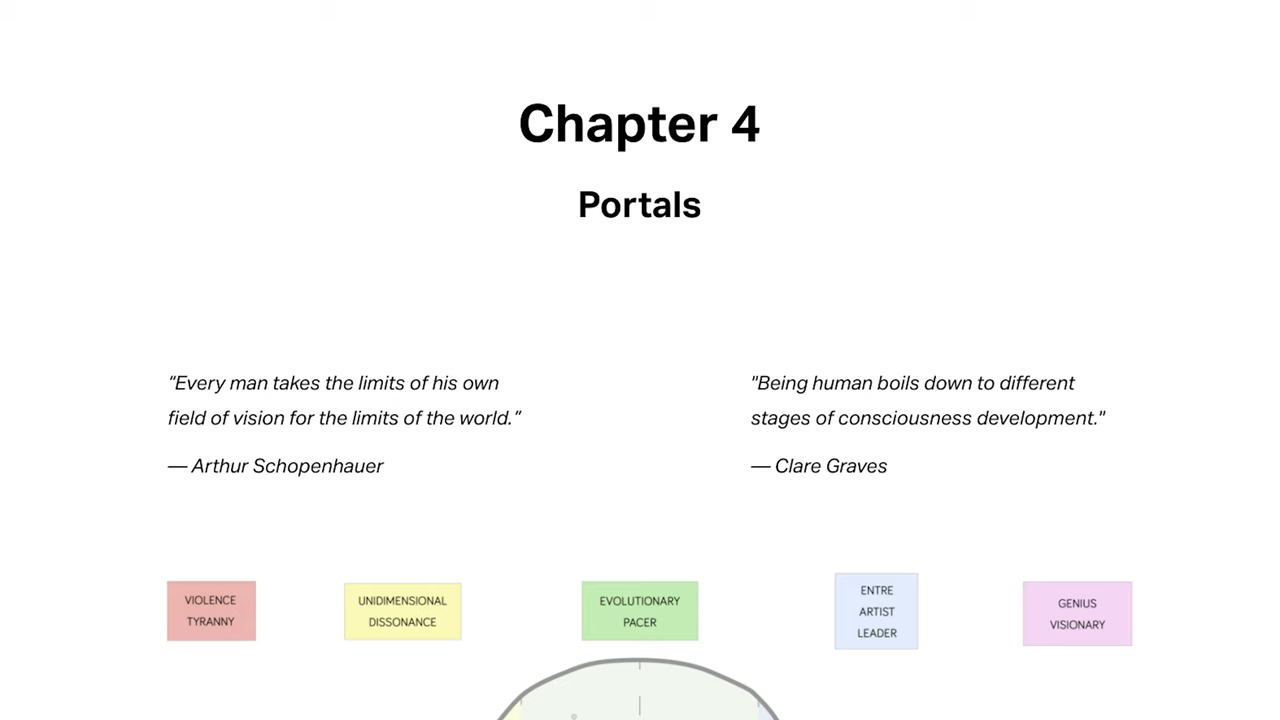 Chapter 4
Portals
“Every man takes the limits of his own
field of vision for the limits of the world.”
— Arthur Schopenhauer
"Being human boils down to different
stages of consciousness development."
— Clare Graves
VIOLENCE
TYRANNY
UNIDIMENSIONAL
DISSONANCE
EVOLUTIONARY
PACER
ENTRE
ARTIST
LEADER
GENIUS
VISIONARY